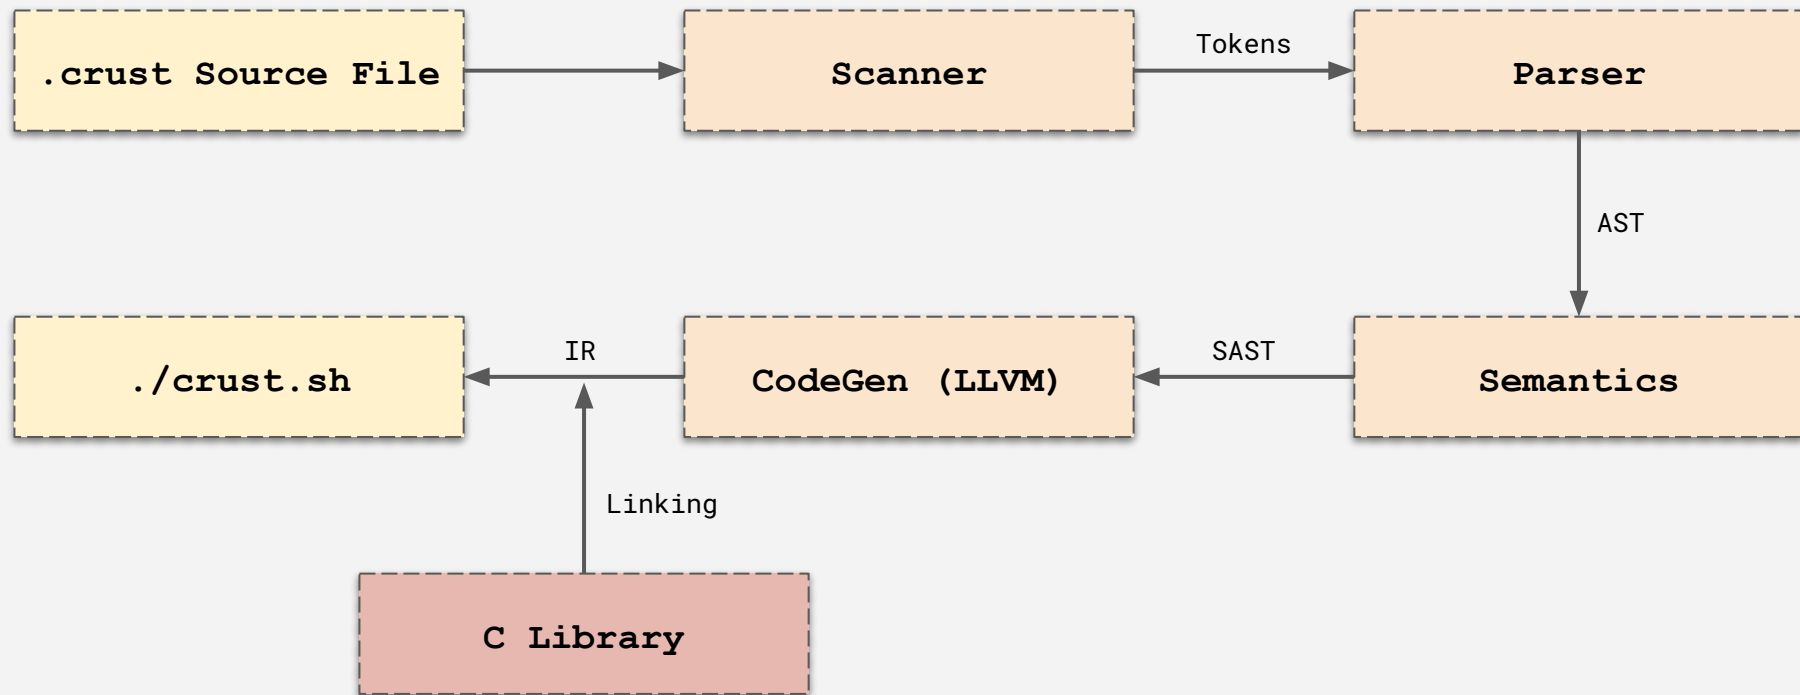 .crust Source File
Scanner
Tokens
Parser
AST
./crust.sh
IR
CodeGen (LLVM)
SAST
Semantics
Linking
C Library